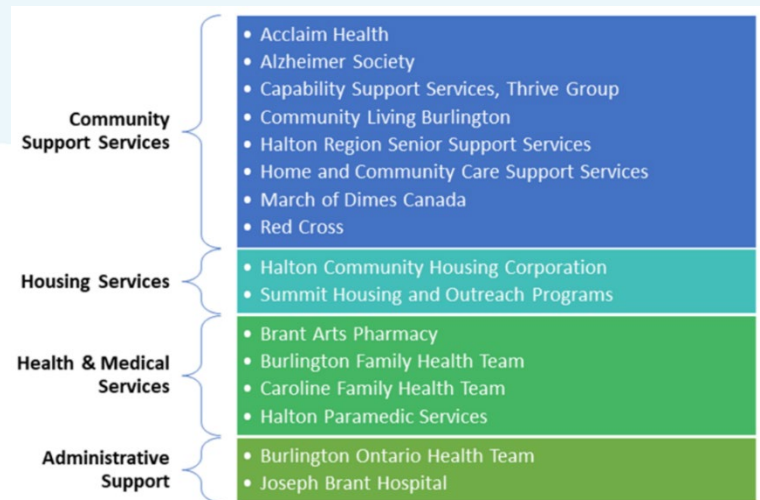 Community
Support Services
• Acclaim Health
• Alzheimer Society
• Capability Support Services, Thrive Group
• Community Living Burlington
• Halton Region Senior Support Services
• Home and Community Care Support Services
• March of Dimes Canada
• Red Cross
Housing Services
• Halton Community Housing Corporation
• Summit Housing and Outreach Programs
Health & Medical
Services
• Brant Arts Pharmacy
• Burlington Family Health Team
• Caroline Family Health Team
• Halton Paramedic Services
Administrative
Support
• Burlington Ontario Health Team
• Joseph Brant Hospital